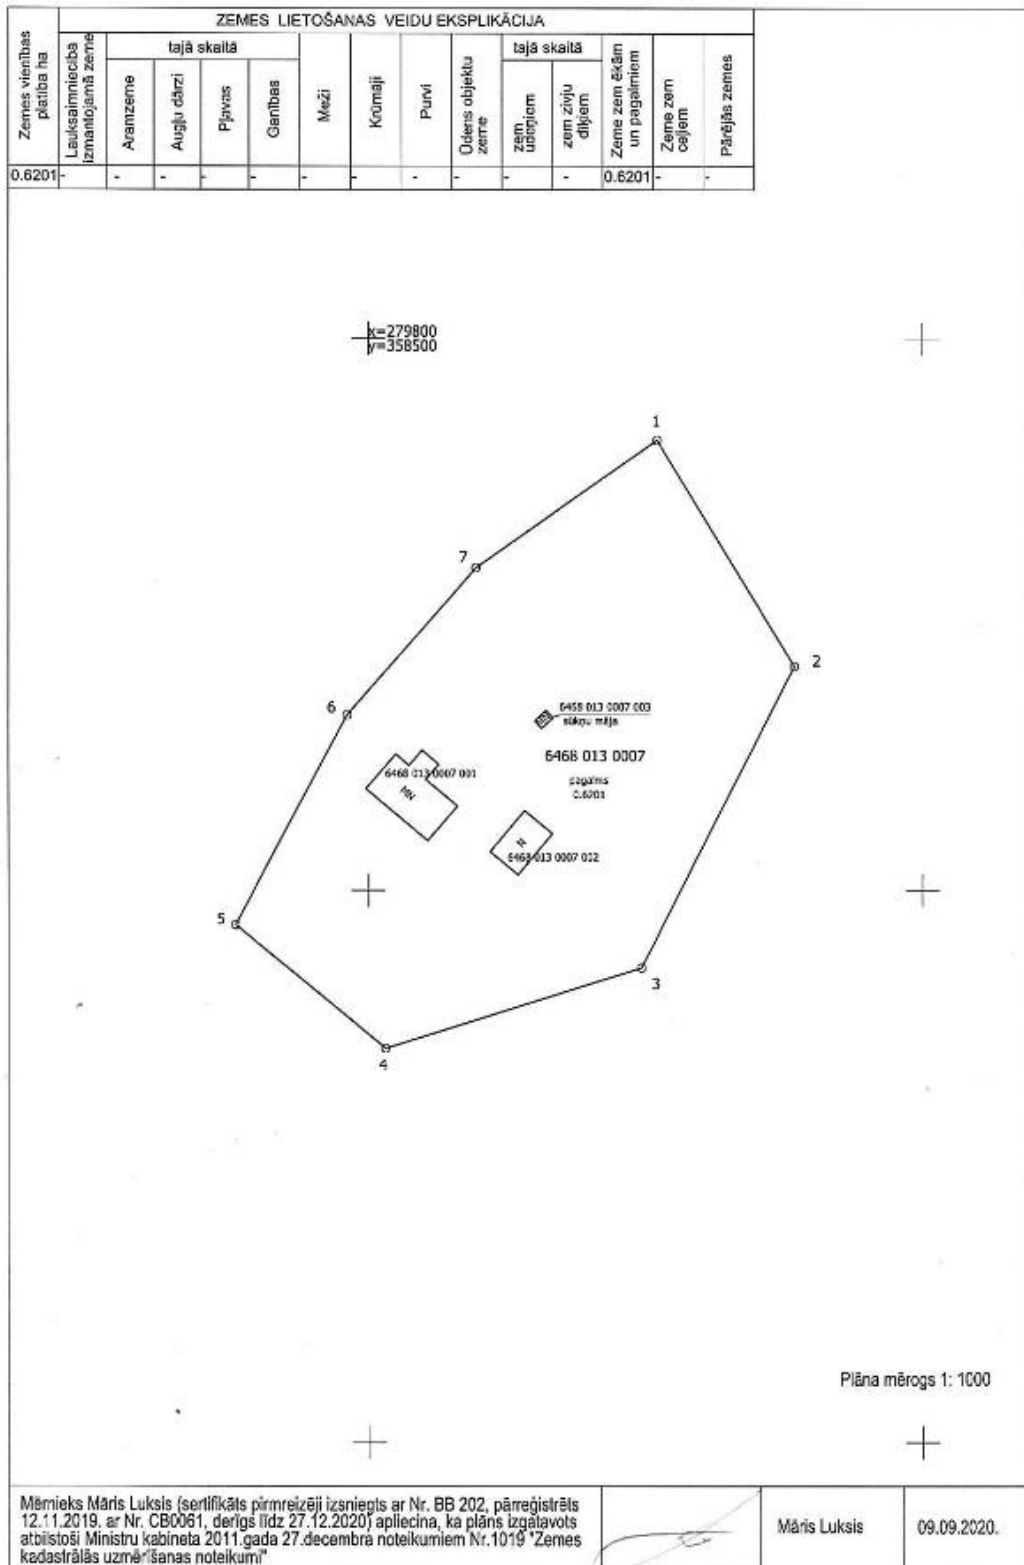 ZEMES LIETOŠANAS VEIDU EKSPLIKĀCIJA
Zemes vienības
platība ha
Lauksaimniecība
izmantojamā zeme
tajā skaitā
Aramzeme
Augļu dārzi
Pļavas
Ganības
Meži
Krūmāji
Purvi
Ūdens objektu
zeme
tajā skaitā
zem
ūdeņiem
zem zivju
dīķiem
Zeme zem ēkām
un pagalmiem
Zeme zem
ceļiem
Pārējās zemes
0.6201 - - - - - - - - - - - 0.6201 - -
x=279800
y=358500
1
7
2
6
6468 013 0007 003
sūkņu māja
6468 013 0007
6468 013 0007 001
pagalms
0.6201
MN
N
6468 013 0007 002
5
3
4
Plāna mērogs 1: 1000
Mērnieks Māris Luksis (sertifikāts pirmreizēji izsniegts ar Nr. BB 202, pārreģistrēts
12.11.2019. ar Nr. CB0061, derīgs līdz 27.12.2020) apliecina, ka plāns izgatavots
atbilstoši Ministru kabineta 2011.gada 27.decembra noteikumiem Nr.1019 "Zemes
kadastrālās uzmērīšanas noteikumi"
Māris Luksis
09.09.2020.